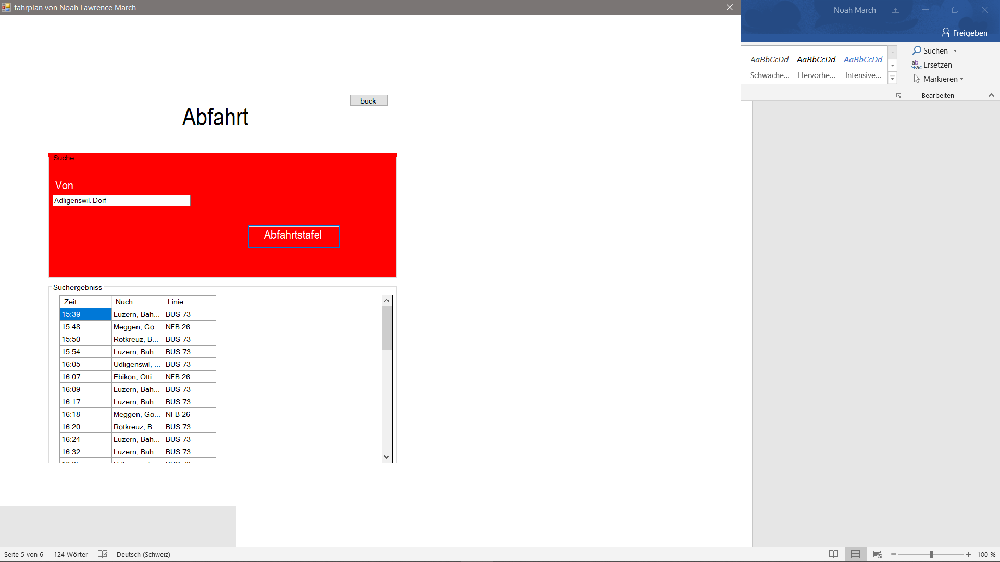 fahrplan von Noah Lawrence March
Noah March
Freigeben
AaBbCcDd AaBbCcDd AaBbCcDd
Schwache... Hervorhe... Intensive...
Suchen
Ersetzen
Markieren
Bearbeiten
back
Abfahrt
Suche
Von
Adligenswil, Dorf
Abfahrtstafel
Suchergebniss
Zeit Nach Linie
15:39 Luzern, Bah... BUS 73
15:48 Meggen, Go... NFB 26
15:50 Rotkreuz, B... BUS 73
15:54 Luzern, Bah... BUS 73
16:05 Udligenswil, ... BUS 73
16:07 Ebikon, Otti... NFB 26
16:09 Luzern, Bah... BUS 73
16:17 Luzern, Bah... BUS 73
16:18 Meggen, Go... NFB 26
16:20 Rotkreuz, B... BUS 73
16:24 Luzern, Bah... BUS 73
16:32 Luzern, Bah... BUS 73
Seite 5 von 6 124 Wörter Deutsch (Schweiz) 100 %